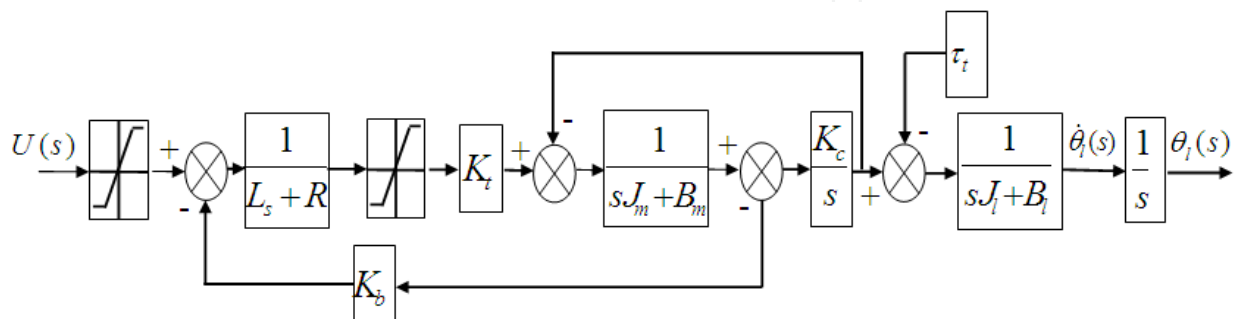 τ_t
U(s)
+
-
1
L_s + R
K_t
+
-
1
sJ_m + B_m
+
-
K_c
s
+
-
1
sJ_l + B_l
θ̇_l(s)
1
s
θ_l(s)
K_b